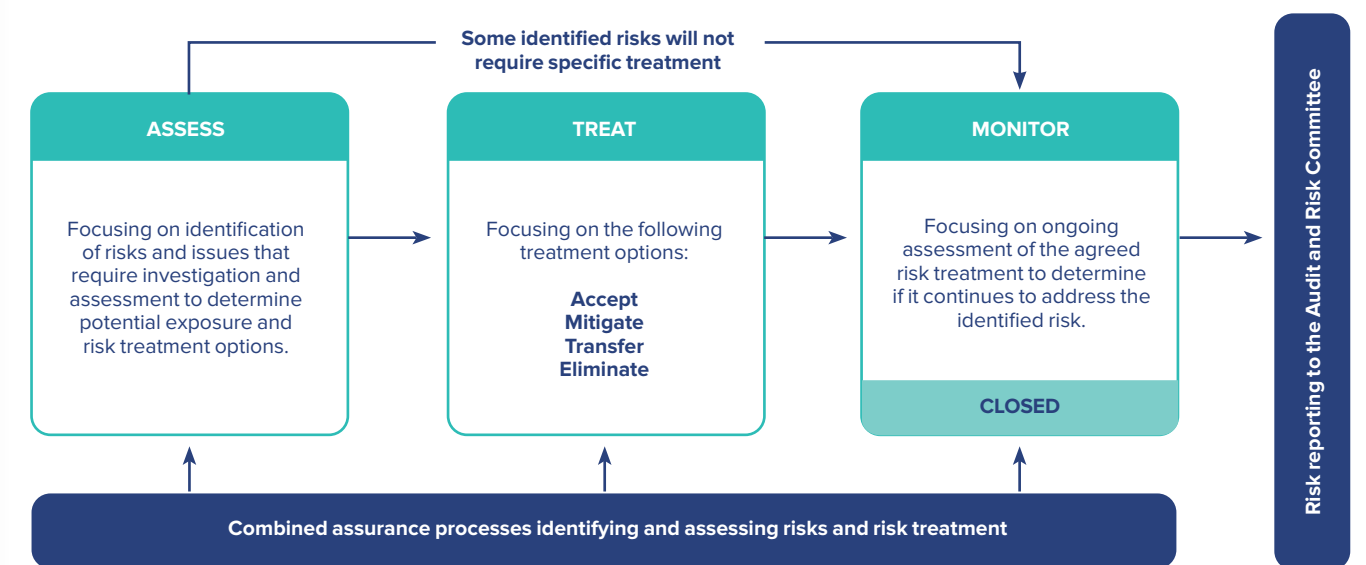 Some identified risks will not
require specific treatment
ASSESS
Focusing on identification
of risks and issues that
require investigation and
assessment to determine
potential exposure and
risk treatment options.
TREAT
Focusing on the following
treatment options:
Accept
Mitigate
Transfer
Eliminate
MONITOR
Focusing on ongoing
assessment of the agreed
risk treatment to determine
if it continues to address the
identified risk.
CLOSED
Combined assurance processes identifying and assessing risks and risk treatment
Risk reporting to the Audit and Risk Committee